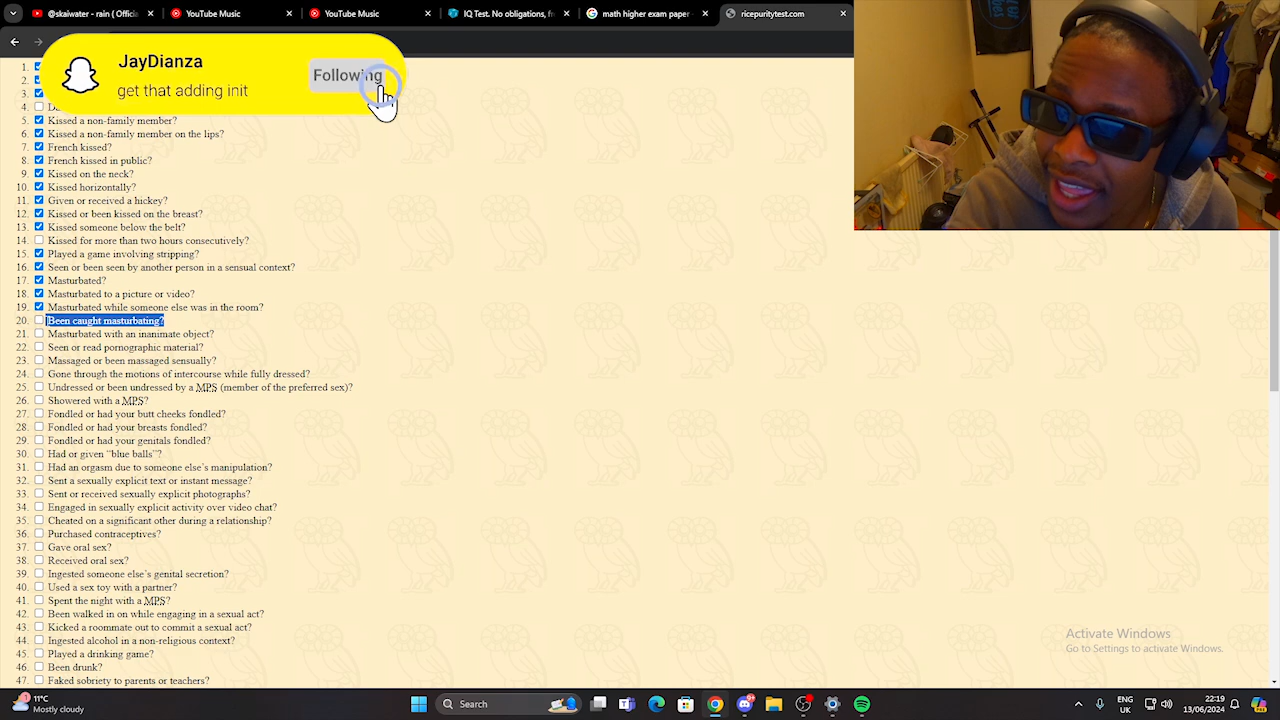 @skaiwater - rain ( Official
YouTube Music
YouTube Music
IQ Test. No obligations, fr
math higher exam paper -
ricepuritytest.com
JayDianza
get that adding init
Following
1.
2.
3.
4.
5. Kissed a non-family member?
6. Kissed a non-family member on the lips?
7. French kissed?
8. French kissed in public?
9. Kissed on the neck?
10. Kissed horizontally?
11. Given or received a hickey?
12. Kissed or been kissed on the breast?
13. Kissed someone below the belt?
14. Kissed for more than two hours consecutively?
15. Played a game involving stripping?
16. Seen or been seen by another person in a sensual context?
17. Masturbated?
18. Masturbated to a picture or video?
19. Masturbated while someone else was in the room?
20. Been caught masturbating?
21. Masturbated with an inanimate object?
22. Seen or read pornographic material?
23. Massaged or been massaged sensually?
24. Gone through the motions of intercourse while fully dressed?
25. Undressed or been undressed by a MPS (member of the preferred sex)?
26. Showered with a MPS?
27. Fondled or had your butt cheeks fondled?
28. Fondled or had your breasts fondled?
29. Fondled or had your genitals fondled?
30. Had or given “blue balls”?
31. Had an orgasm due to someone else's manipulation?
32. Sent a sexually explicit text or instant message?
33. Sent or received sexually explicit photographs?
34. Engaged in sexually explicit activity over video chat?
35. Cheated on a significant other during a relationship?
36. Purchased contraceptives?
37. Gave oral sex?
38. Received oral sex?
39. Ingested someone else's genital secretion?
40. Used a sex toy with a partner?
41. Spent the night with a MPS?
42. Been walked in on while engaging in a sexual act?
43. Kicked a roommate out to commit a sexual act?
44. Ingested alcohol in a non-religious context?
45. Played a drinking game?
46. Been drunk?
47. Faked sobriety to parents or teachers?
Activate Windows
Go to Settings to activate Windows.
11°C
Mostly cloudy
Search
ENG
UK
22:19
13/06/2024